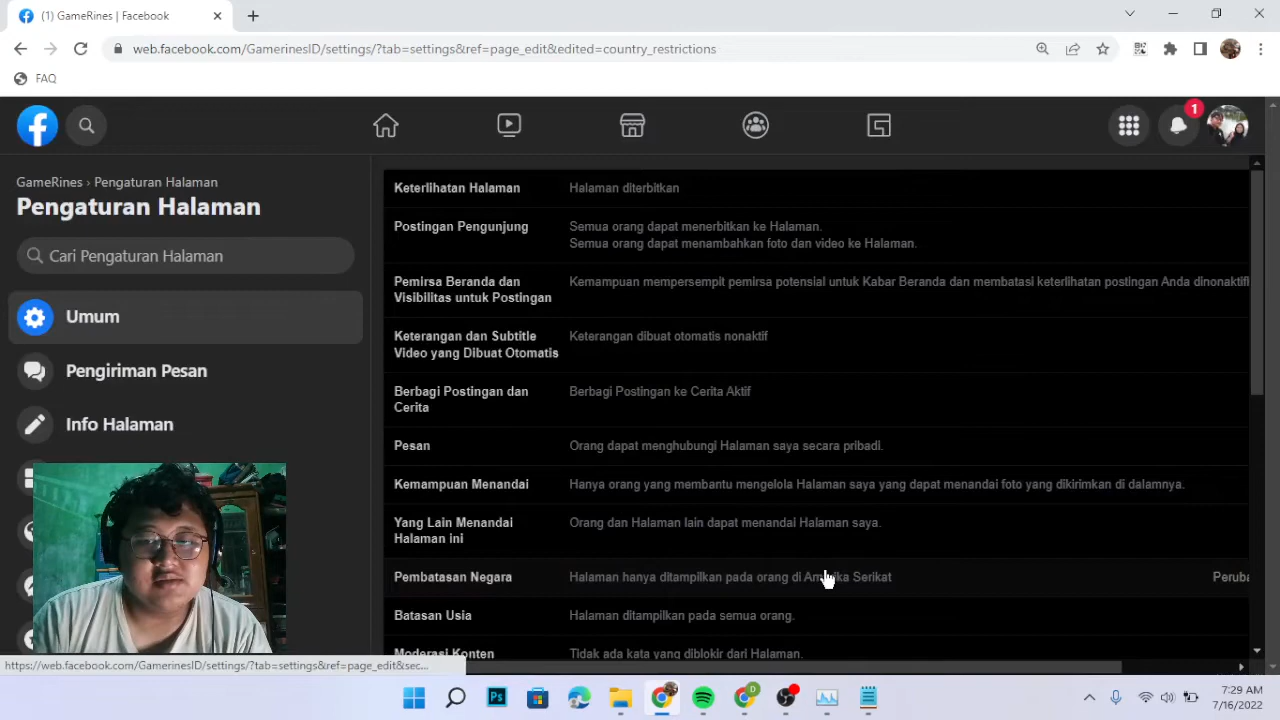 (1) GameRines | Facebook
web.facebook.com/GamerinesID/settings/?tab=settings&ref=page_edit&edited=country_restrictions
FAQ
1
GameRines › Pengaturan Halaman
Pengaturan Halaman
Cari Pengaturan Halaman
Umum
Pengiriman Pesan
Info Halaman
Keterlihatan Halaman Halaman diterbitkan
Postingan Pengunjung Semua orang dapat menerbitkan ke Halaman.
Semua orang dapat menambahkan foto dan video ke Halaman.
Pemirsa Beranda dan Kemampuan mempersempit pemirsa potensial untuk Kabar Beranda dan membatasi keterlihatan postingan Anda dinonaktifi
Visibilitas untuk Postingan
Keterangan dan Subtitle Keterangan dibuat otomatis nonaktif
Video yang Dibuat Otomatis
Berbagi Postingan dan Berbagi Postingan ke Cerita Aktif
Cerita
Pesan Orang dapat menghubungi Halaman saya secara pribadi.
Kemampuan Menandai Hanya orang yang membantu mengelola Halaman saya yang dapat menandai foto yang dikirimkan di dalamnya.
Yang Lain Menandai Orang dan Halaman lain dapat menandai Halaman saya.
Halaman ini
Pembatasan Negara Halaman hanya ditampilkan pada orang di Amerika Serikat Peruba
Batasan Usia Halaman ditampilkan pada semua orang.
Moderasi Konten Tidak ada kata yang diblokir dari Halaman.
https://web.facebook.com/GamerinesID/settings/?tab=settings&ref=page_edit&sec...
Ps
D
7:29 AM
7/16/2022